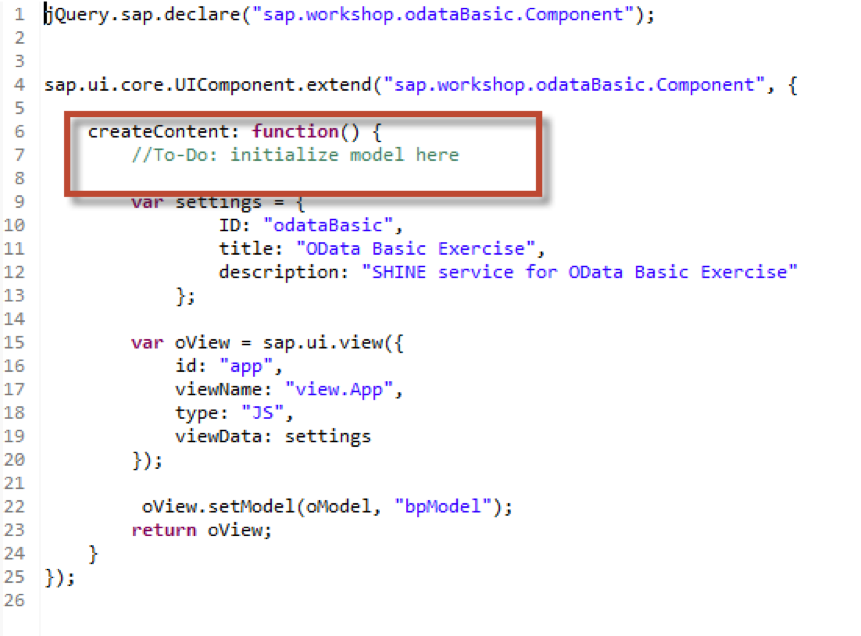 1 jQuery.sap.declare("sap.workshop.odataBasic.Component");
2
3
4 sap.ui.core.UIComponent.extend("sap.workshop.odataBasic.Component", {
5
6     createContent: function() {
7         //To-Do: initialize model here
8
9         var settings = {
10                 ID: "odataBasic",
11                 title: "OData Basic Exercise",
12                 description: "SHINE service for OData Basic Exercise"
13             };
14
15         var oView = sap.ui.view({
16             id: "app",
17             viewName: "view.App",
18             type: "JS",
19             viewData: settings
20         });
21
22          oView.setModel(oModel, "bpModel");
23         return oView;
24     }
25 });
26